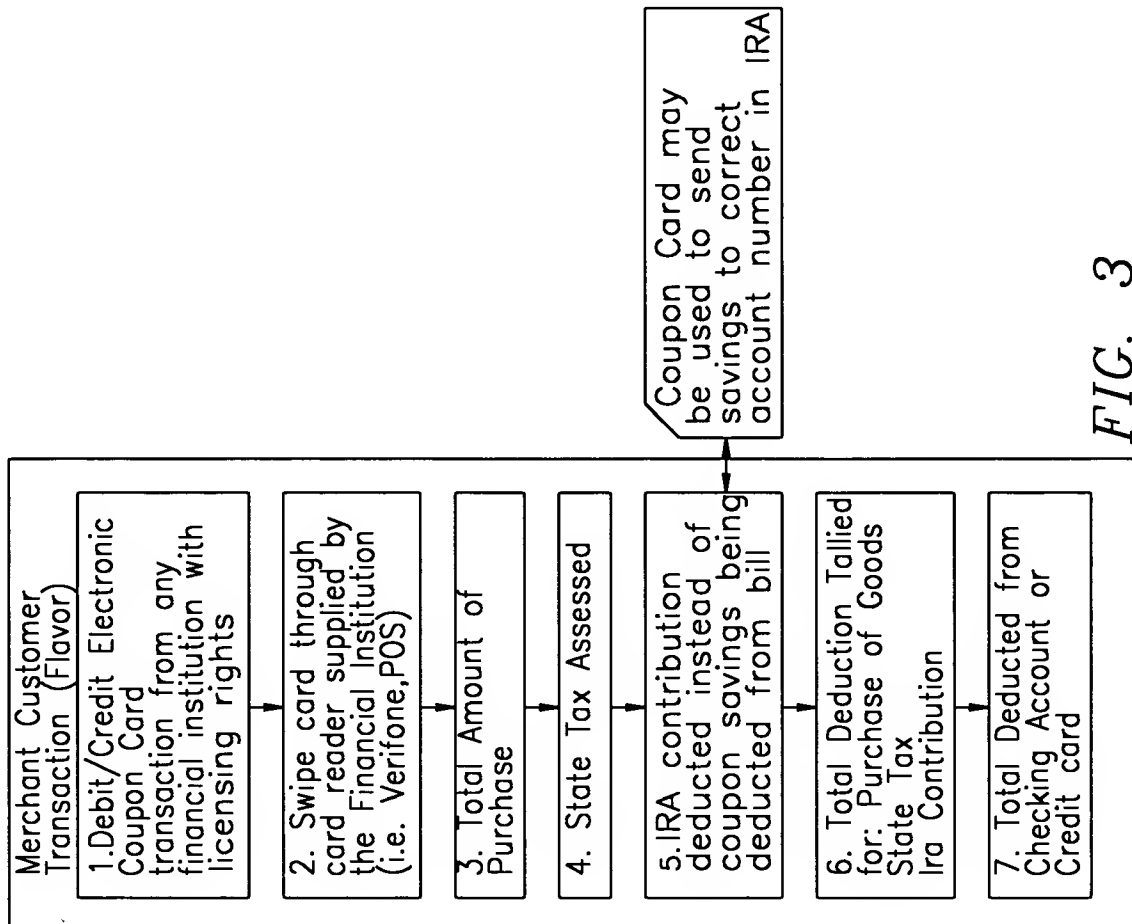 Merchant Customer
Transaction (Flavor)
1.Debit/Credit Electronic
Coupon Card
transaction from any
financial institution with
licensing rights
2. Swipe card through
card reader supplied by
the Financial Institution
(i.e. Verifone,POS)
3. Total Amount of
Purchase
4. State Tax Assessed
5.IRA contribution
deducted instead of
coupon savings being
deducted from bill
Coupon Card may
be used to send
savings to correct
account number in IRA
6. Total Deduction Tallied
for: Purchase of Goods
State Tax
Ira Contribution
7. Total Deducted from
Checking Account or
Credit card
FIG. 3